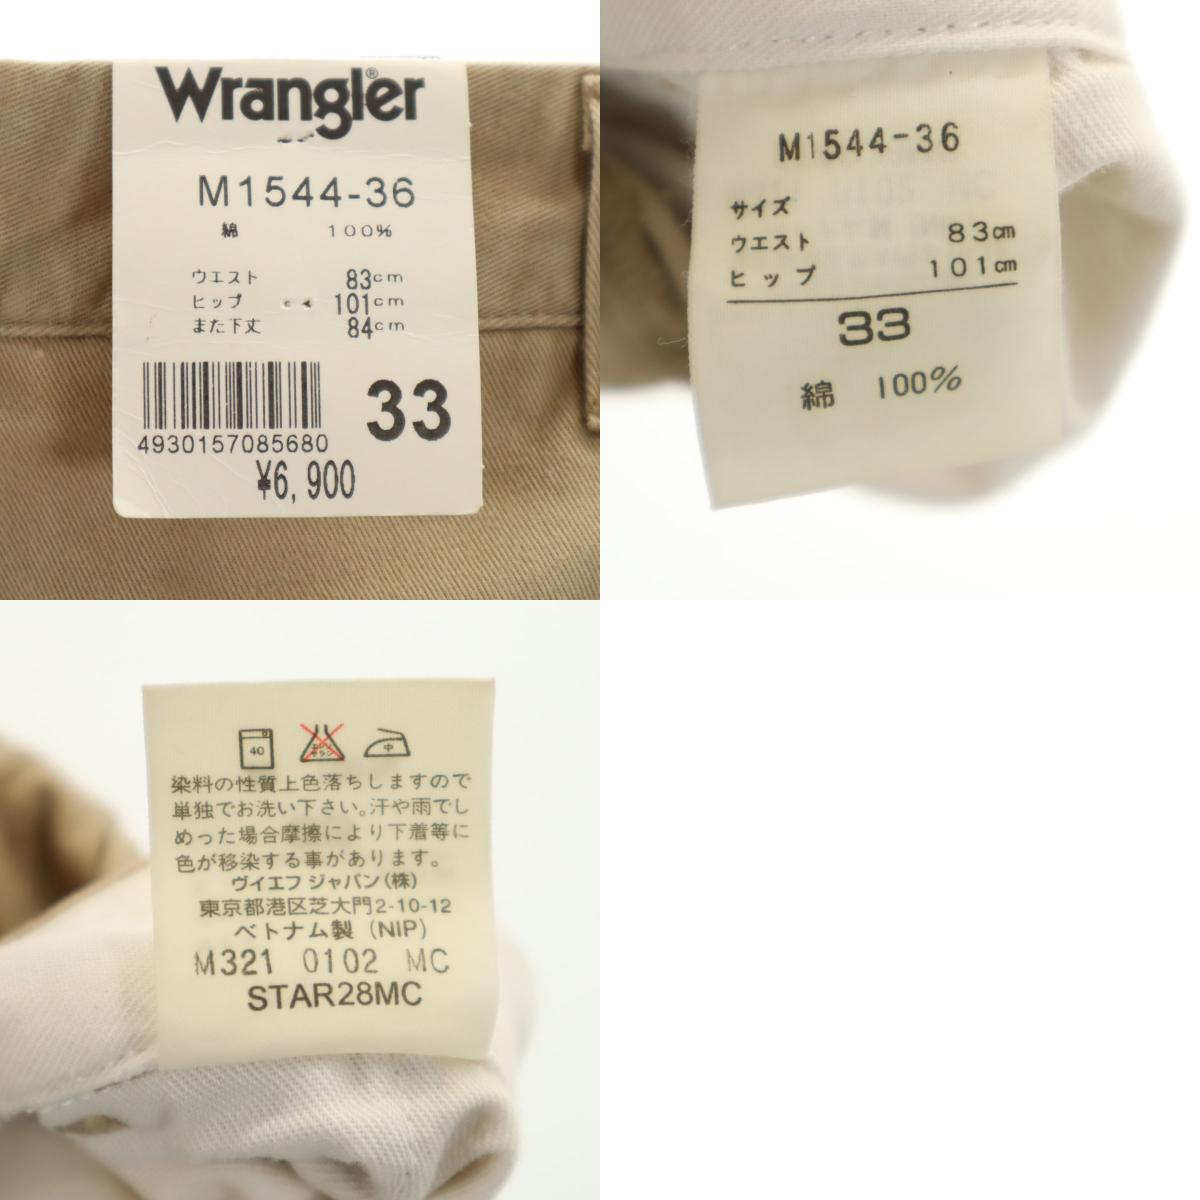 Wrangler®
M1544-36
綿 100%
ウエスト 83cm
ヒップ 101cm
また下丈 84cm
33
4930157085680
¥6,900
M1544-36
サイズ
ウエスト 83cm
ヒップ 101cm
33
綿 100%
40 エンソ サラシ 中
染料の性質上色落ちしますので
単独でお洗い下さい。汗や雨でし
めった場合摩擦により下着等に
色が移染する事があります。
ヴイエフ ジャパン(株)
東京都港区芝大門2-10-12
ベトナム製 (NIP)
M321 0102 MC
STAR28MC